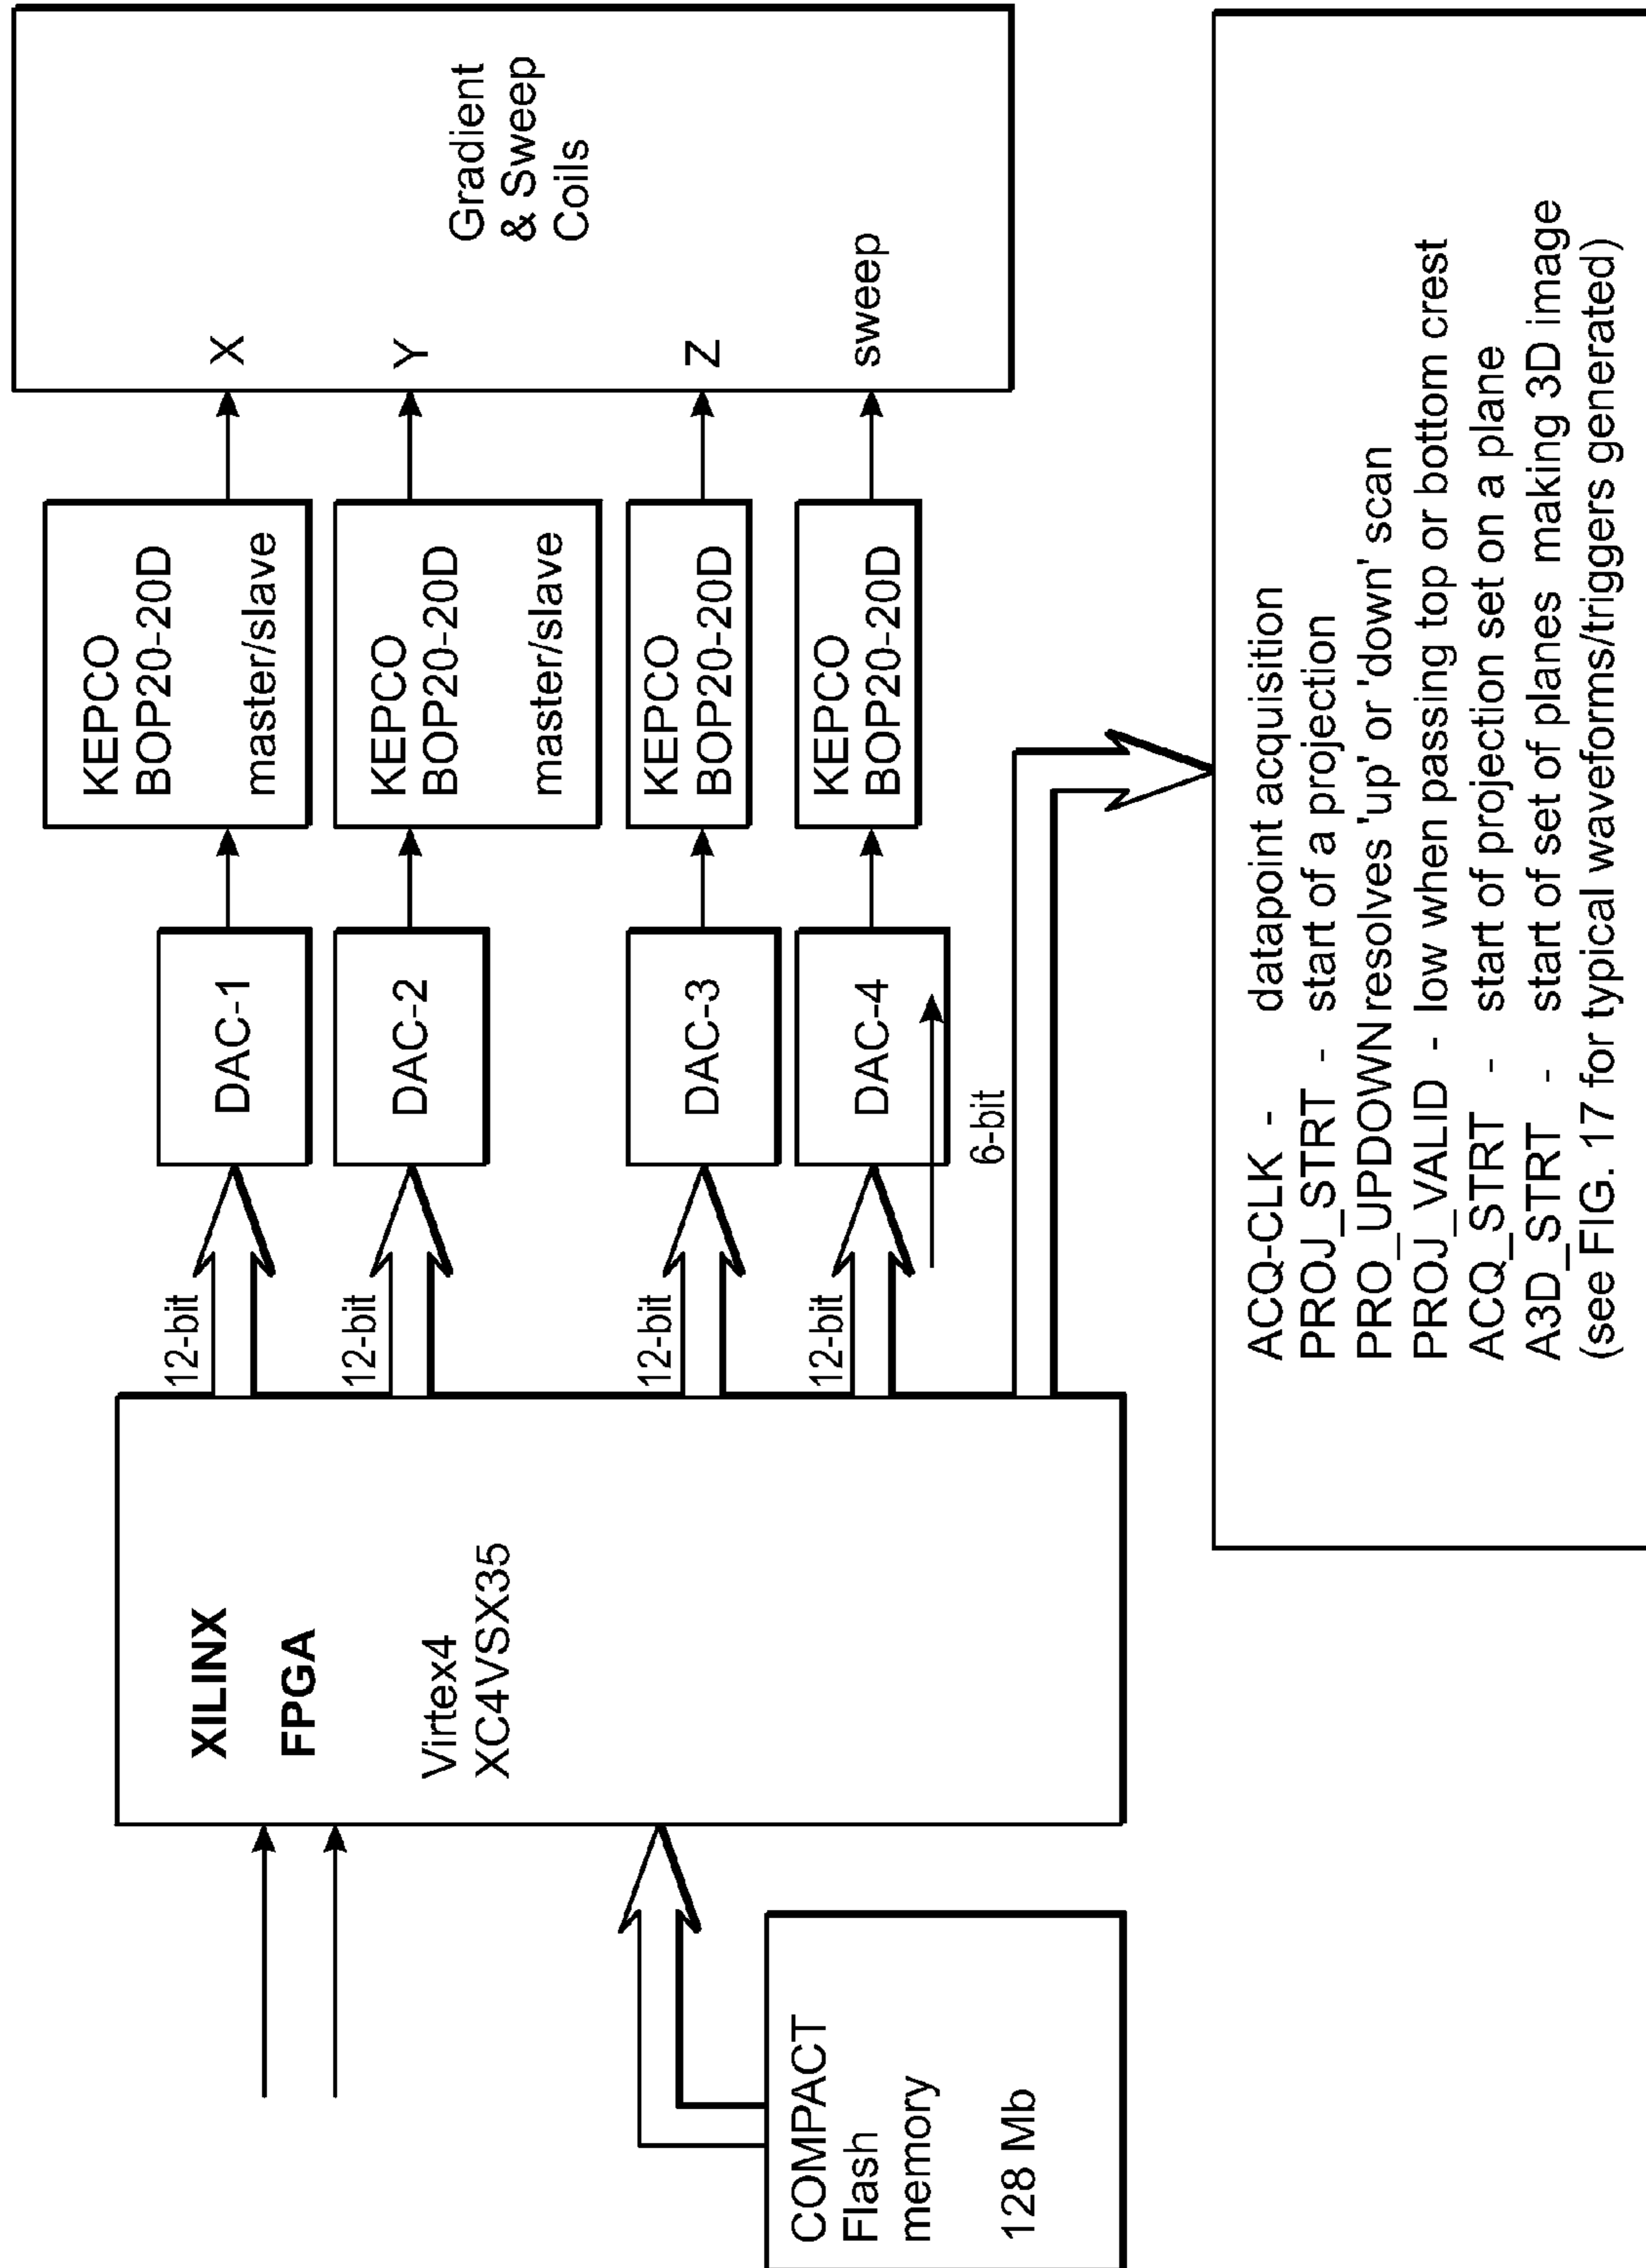 COMPACT
Flash
memory
128 Mb
XILINX
FPGA
Virtex4
XC4VSX35
12-bit
12-bit
12-bit
12-bit
6-bit
DAC-1
DAC-2
DAC-3
DAC-4
KEPCO
BOP20-20D
master/slave
KEPCO
BOP20-20D
master/slave
KEPCO
BOP20-20D
KEPCO
BOP20-20D
X
Y
Z
sweep
Gradient
& Sweep
Coils
ACQ-CLK - datapoint acquisition
PROJ_STRT - start of a projection
PRO_UPDOWN resolves 'up' or 'down' scan
PROJ_VALID - low when passing top or bottom crest
ACQ_STRT - start of projection set on a plane
A3D_STRT - start of set of planes making 3D image
(see FIG. 17 for typical waveforms/triggers generated)